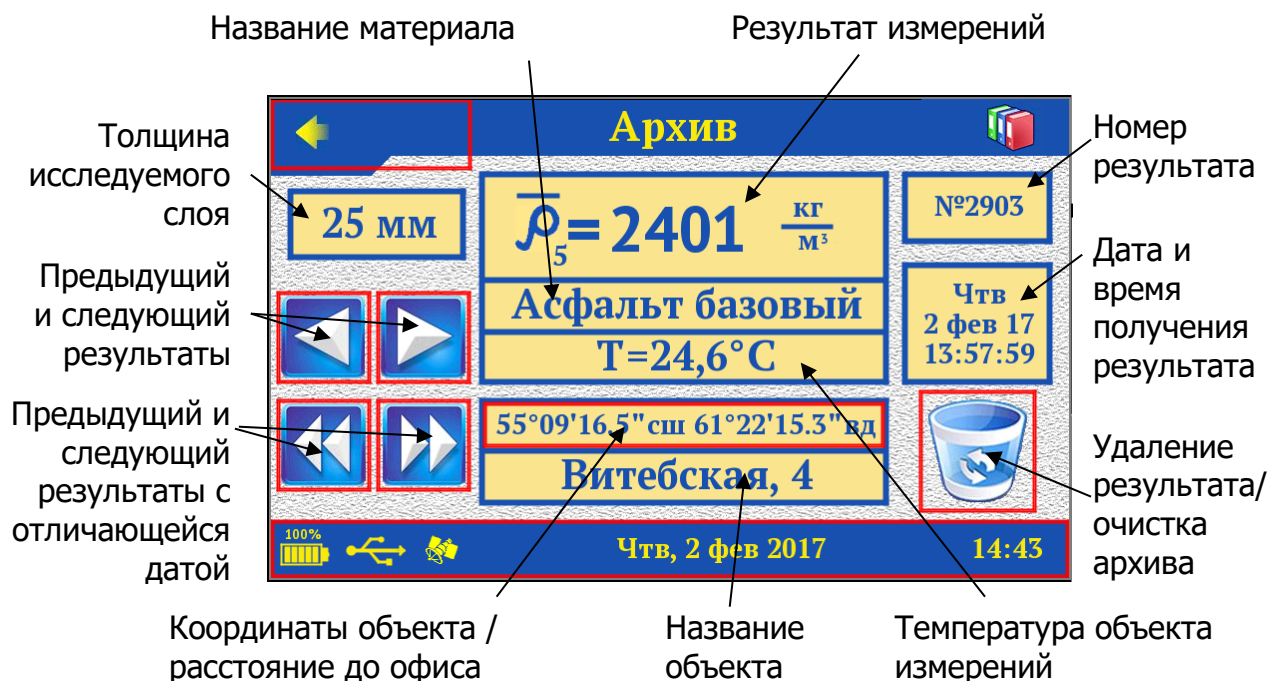 Название материала
Результат измерений
Толщина
исследуемого
слоя
Предыдущий
и следующий
результаты
Предыдущий и
следующий
результаты с
отличающейся
датой
Архив
25 мм
ρ5=2401 кг/м³
Асфальт базовый
T=24,6°C
55°09'16.5"сш 61°22'15.3"вд
Витебская, 4
№2903
Чтв
2 фев 17
13:57:59
100%
Чтв, 2 фев 2017
14:43
Номер
результата
Дата и
время
получения
результата
Удаление
результата/
очистка
архива
Координаты объекта /
расстояние до офиса
Название
объекта
Температура объекта
измерений